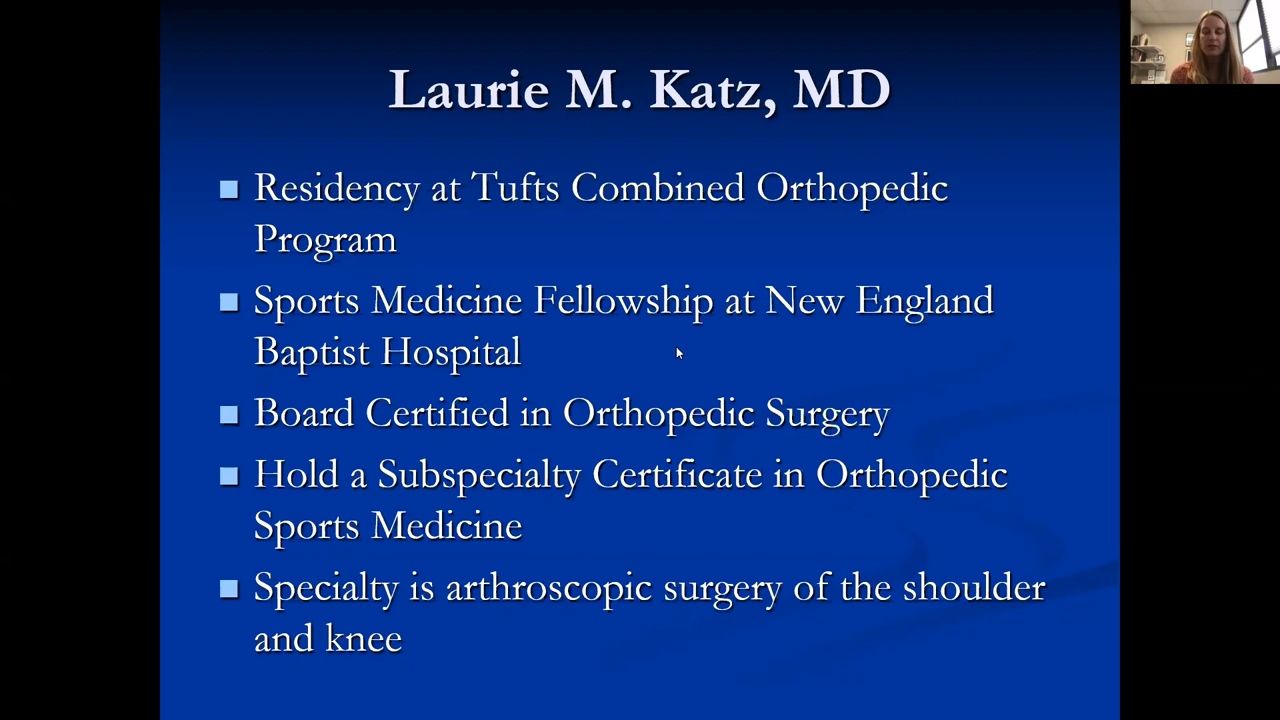 Laurie M. Katz, MD
Residency at Tufts Combined Orthopedic
Program
Sports Medicine Fellowship at New England
Baptist Hospital
Board Certified in Orthopedic Surgery
Hold a Subspecialty Certificate in Orthopedic
Sports Medicine
Specialty is arthroscopic surgery of the shoulder
and knee